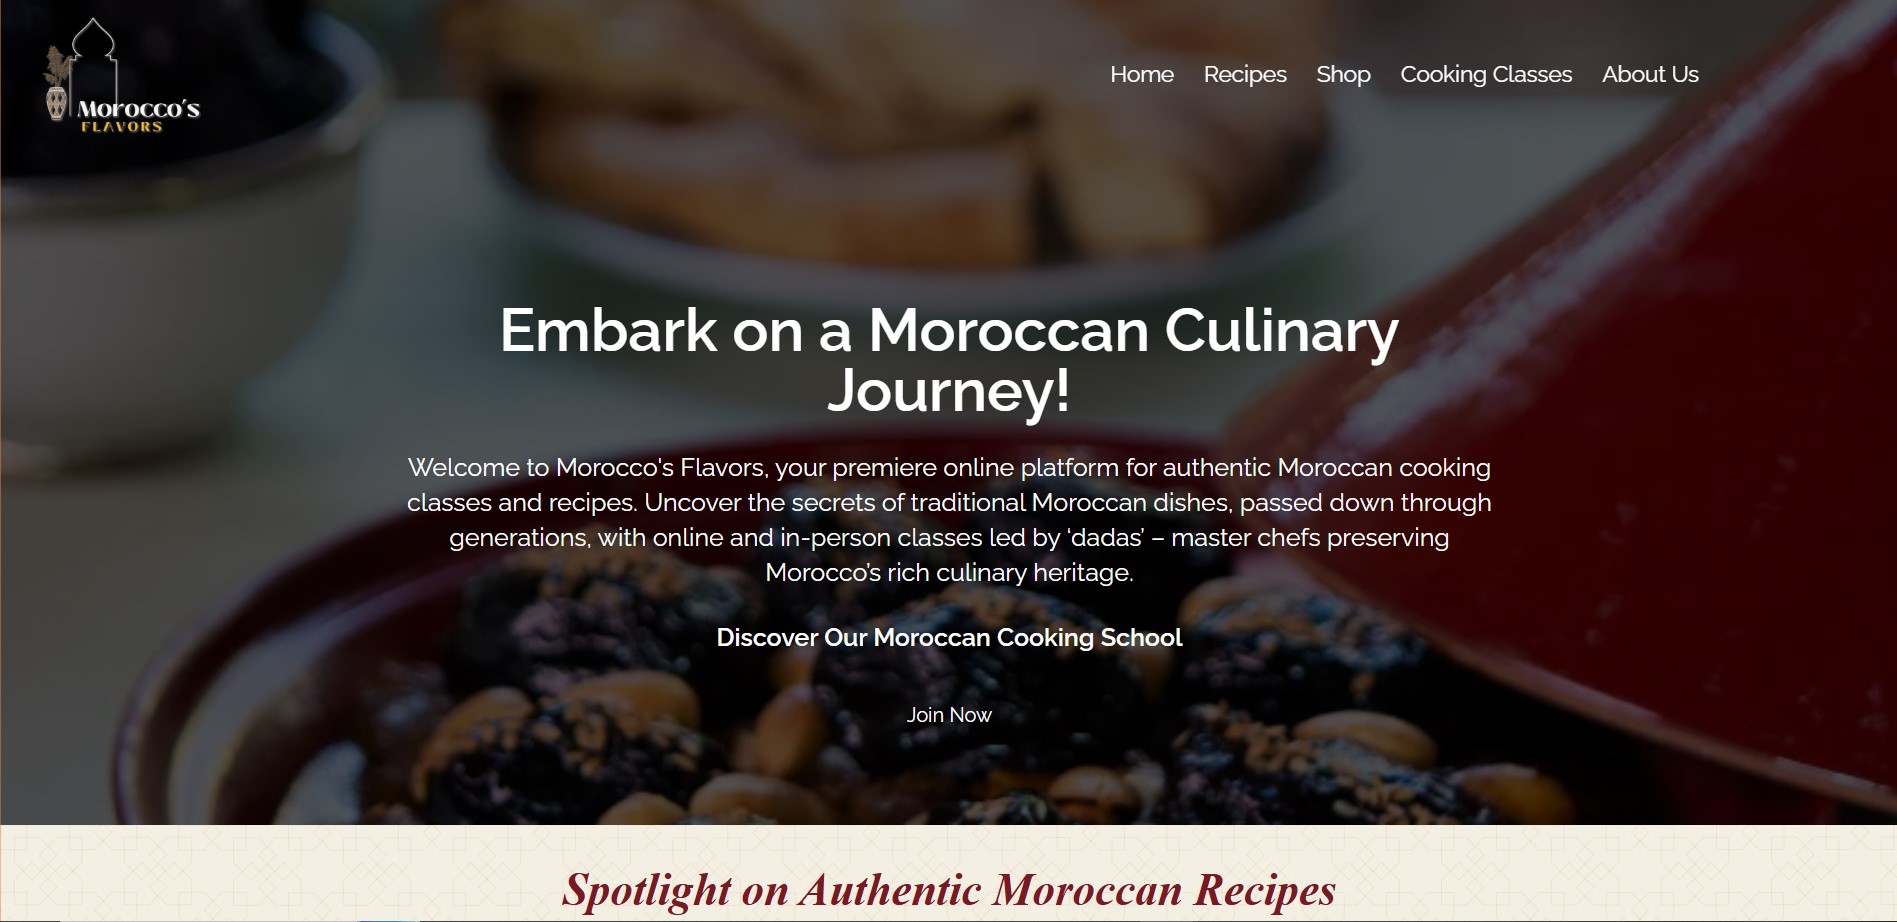 Morocco's
FLAVORS
Home Recipes Shop Cooking Classes About Us
Embark on a Moroccan Culinary
Journey!
Welcome to Morocco's Flavors, your premiere online platform for authentic Moroccan cooking
classes and recipes. Uncover the secrets of traditional Moroccan dishes, passed down through
generations, with online and in-person classes led by ‘dadas’ – master chefs preserving
Morocco’s rich culinary heritage.
Discover Our Moroccan Cooking School
Join Now
Spotlight on Authentic Moroccan Recipes